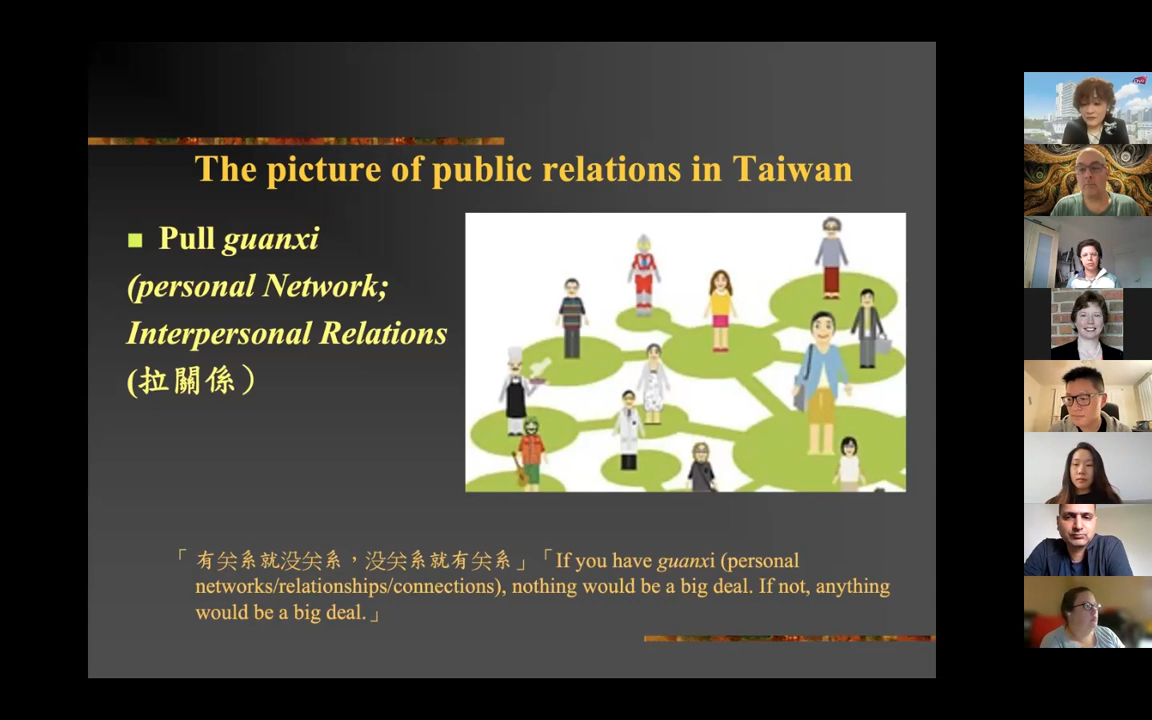 The picture of public relations in Taiwan
Pull guanxi
(personal Network;
Interpersonal Relations
(拉關係)
「 有关系就没关系，没关系就有关系」「If you have guanxi (personal
networks/relationships/connections), nothing would be a big deal. If not, anything
would be a big deal.」